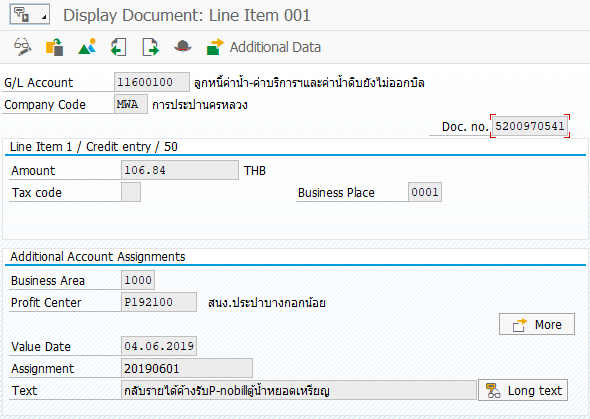 Display Document: Line Item 001
Additional Data
G/L Account 11600100 ลูกหนี้ค่าน้ำ-ค่าบริการฯและค่าน้ำดิบยังไม่ออกบิล
Company Code MWA การประปานครหลวง
Doc. no. 5200970541
Line Item 1 / Credit entry / 50
Amount 106.84 THB
Tax code Business Place 0001
Additional Account Assignments
Business Area 1000
Profit Center P192100 สนง.ประปาบางกอกน้อย
More
Value Date 04.06.2019
Assignment 20190601
Text กลับรายได้ค้างรับP-nobillตู้น้ำหยอดเหรียญ Long text